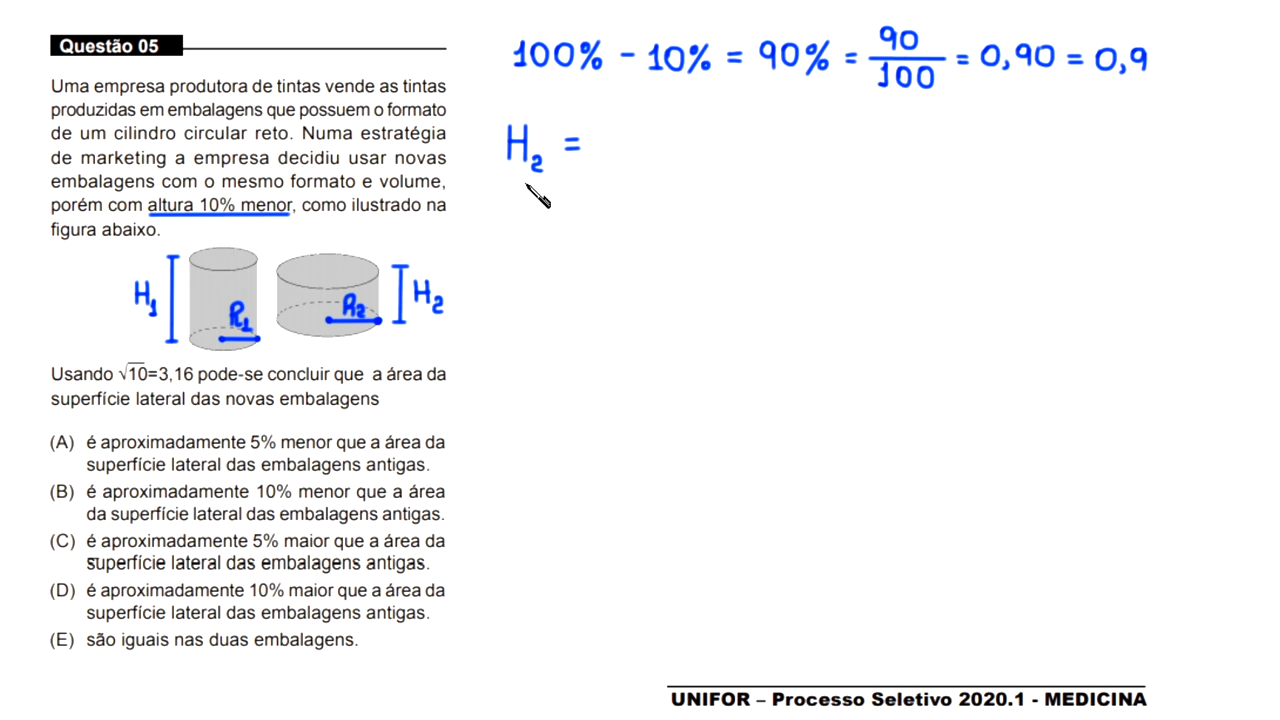 Questão 05
Uma empresa produtora de tintas vende as tintas
produzidas em embalagens que possuem o formato
de um cilindro circular reto. Numa estratégia
de marketing a empresa decidiu usar novas
embalagens com o mesmo formato e volume,
porém com altura 10% menor, como ilustrado na
figura abaixo.
H₁ R₁ R₂ H₂
Usando √10=3,16 pode-se concluir que a área da
superfície lateral das novas embalagens
(A) é aproximadamente 5% menor que a área da
superfície lateral das embalagens antigas.
(B) é aproximadamente 10% menor que a área
da superfície lateral das embalagens antigas.
(C) é aproximadamente 5% maior que a área da
superfície lateral das embalagens antigas.
(D) é aproximadamente 10% maior que a área da
superfície lateral das embalagens antigas.
(E) são iguais nas duas embalagens.
100% - 10% = 90% = 90/100 = 0,90 = 0,9
H₂ =
UNIFOR – Processo Seletivo 2020.1 - MEDICINA